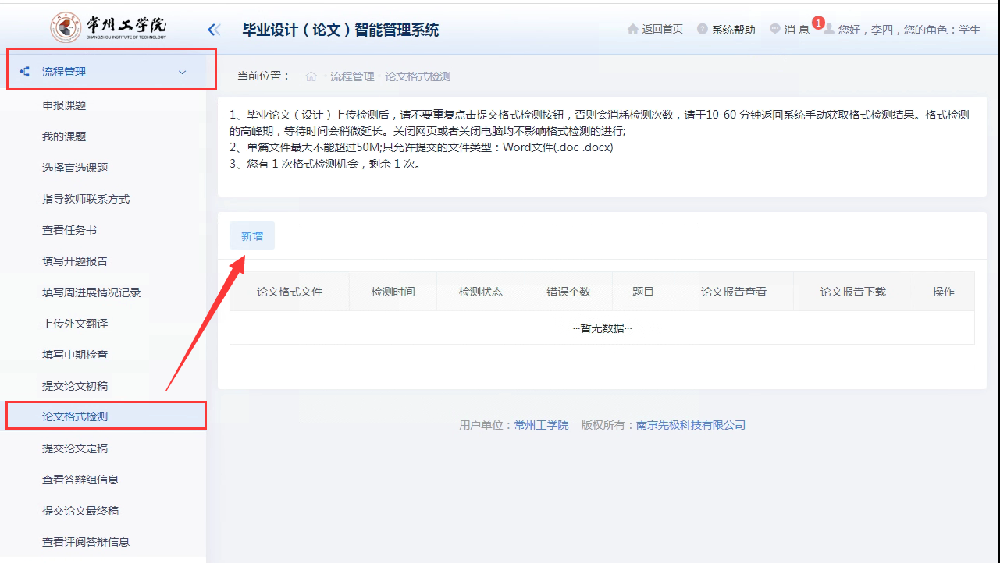 常州工学院
CHANGZHOU INSTITUTE OF TECHNOLOGY
毕业设计（论文）智能管理系统
返回首页
系统帮助
消 息
1
您好，李四，您的角色：学生
流程管理
申报课题
我的课题
选择盲选课题
指导教师联系方式
查看任务书
填写开题报告
填写周进展情况记录
上传外文翻译
填写中期检查
提交论文初稿
论文格式检测
提交论文定稿
查看答辩组信息
提交论文最终稿
查看评阅答辩信息
当前位置： 流程管理 论文格式检测
1、毕业论文（设计）上传检测后，请不要重复点击提交格式检测按钮，否则会消耗检测次数，请于10-60 分钟返回系统手动获取格式检测结果。格式检测
的高峰期，等待时间会稍微延长。关闭网页或者关闭电脑均不影响格式检测的进行;
2、单篇文件最大不能超过50M;只允许提交的文件类型：Word文件(.doc .docx)
3、您有 1 次格式检测机会，剩余 1 次。
新增
论文格式文件 检测时间 检测状态 错误个数 题目 论文报告查看 论文报告下载 操作
···暂无数据···
用户单位：常州工学院 版权所有：南京先极科技有限公司